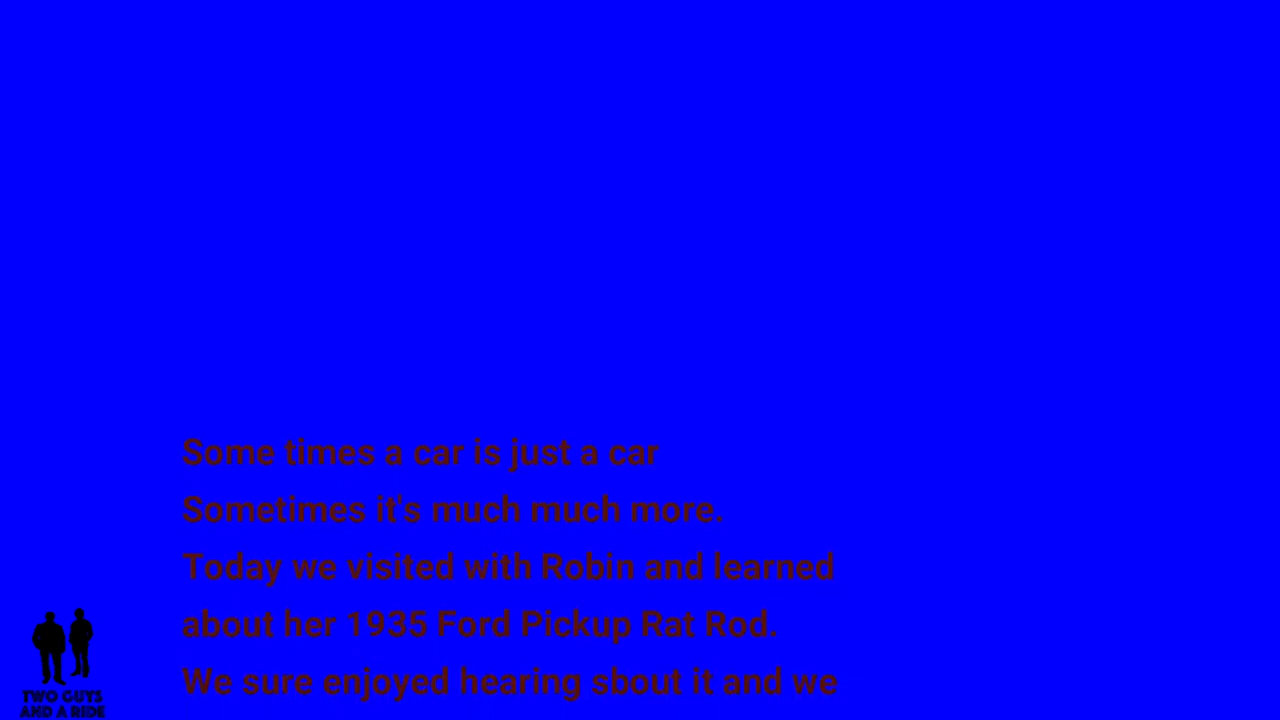 Some times a car is just a car
Sometimes it's much much more.
Today we visited with Robin and learned
about her 1935 Ford Pickup Rat Rod.
We sure enjoyed hearing sbout it and we
TWO GUYS
AND A RIDE